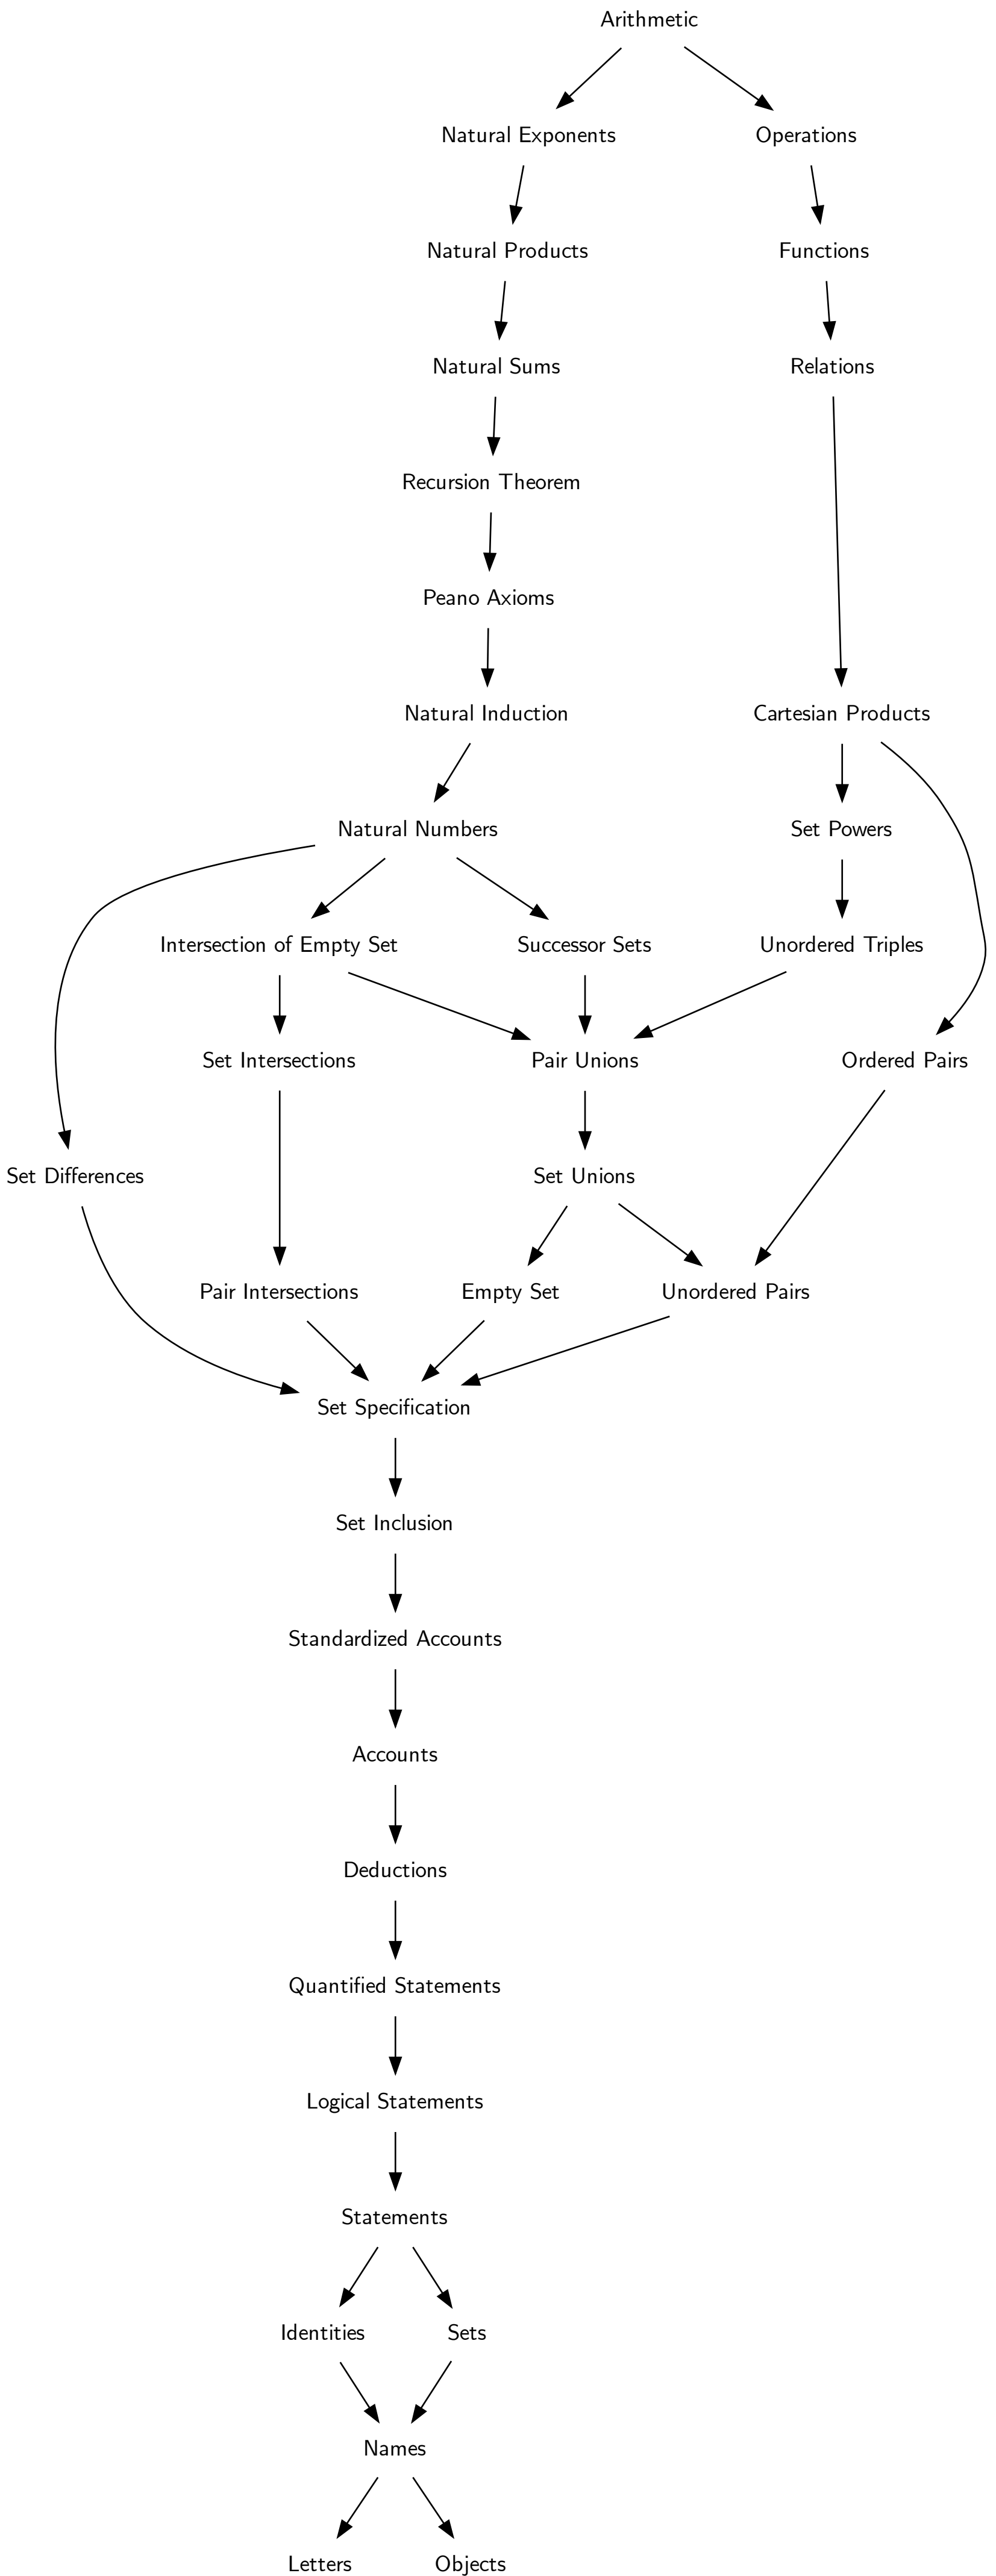 Arithmetic
Natural Exponents
Operations
Natural Products
Functions
Natural Sums
Relations
Recursion Theorem
Peano Axioms
Natural Induction
Cartesian Products
Natural Numbers
Set Powers
Intersection of Empty Set
Successor Sets
Unordered Triples
Set Intersections
Pair Unions
Ordered Pairs
Set Differences
Set Unions
Pair Intersections
Empty Set
Unordered Pairs
Set Specification
Set Inclusion
Standardized Accounts
Accounts
Deductions
Quantified Statements
Logical Statements
Statements
Identities
Sets
Names
Letters
Objects